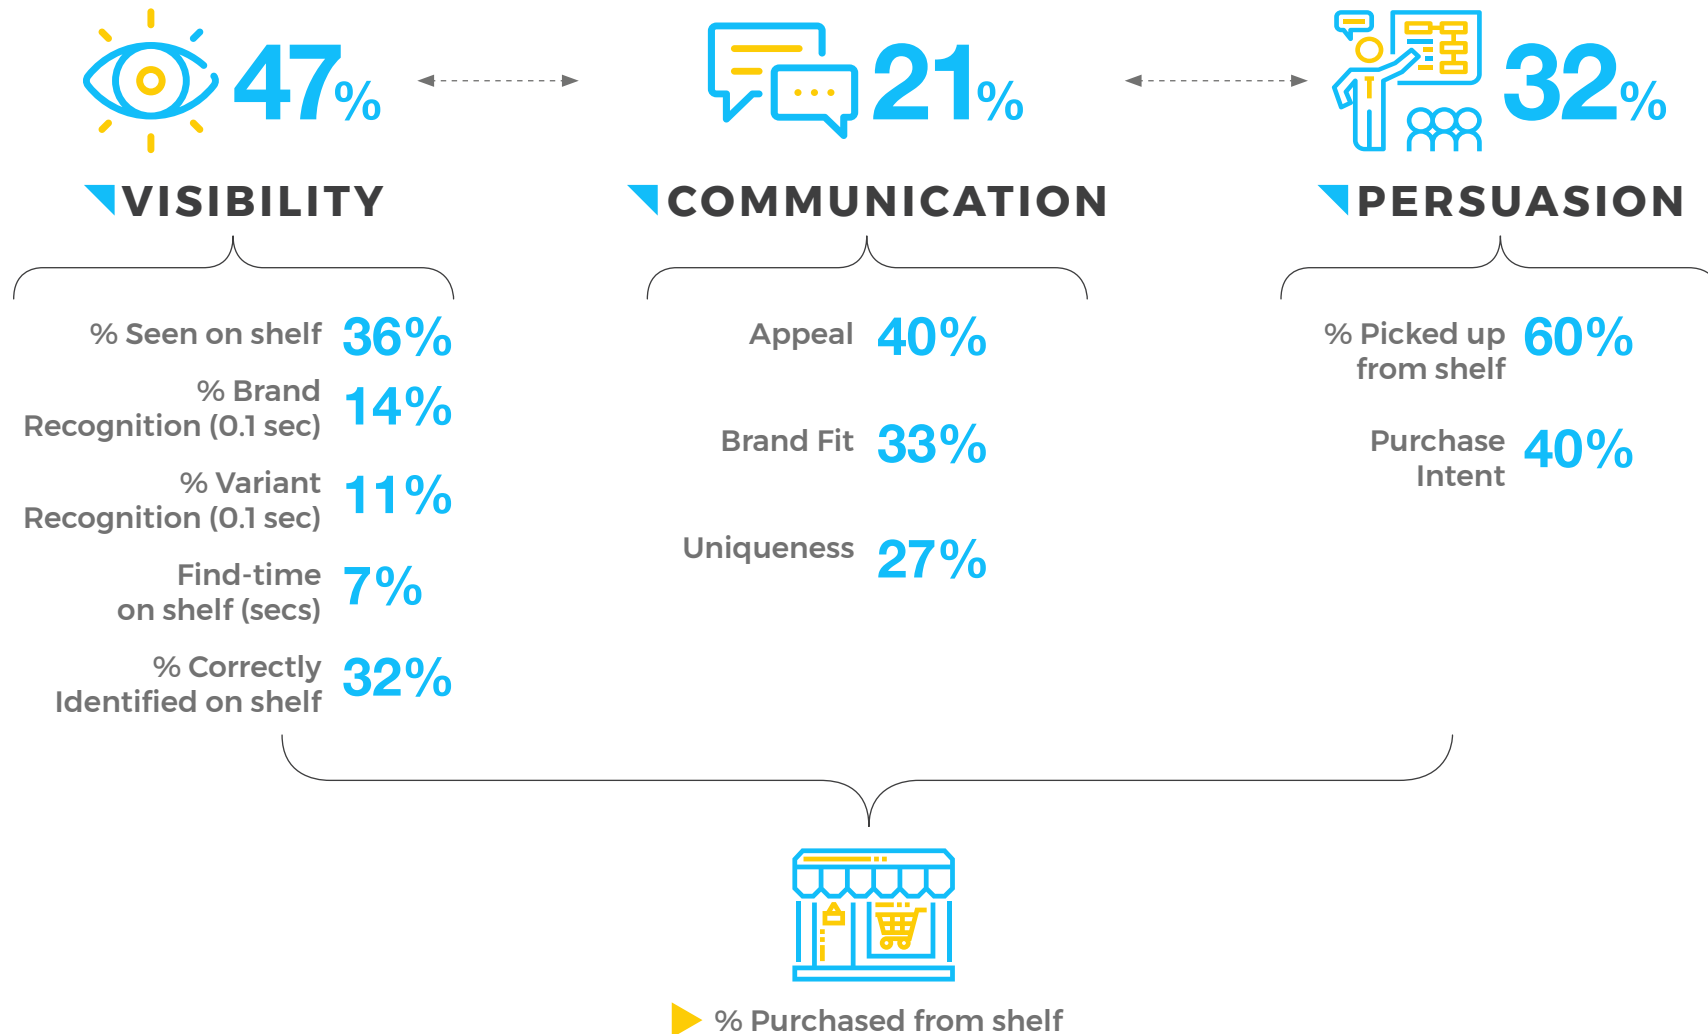 47%
VISIBILITY
% Seen on shelf 36%
% Brand
Recognition (0.1 sec) 14%
% Variant
Recognition (0.1 sec) 11%
Find-time
on shelf (secs) 7%
% Correctly
Identified on shelf 32%
21%
COMMUNICATION
Appeal 40%
Brand Fit 33%
Uniqueness 27%
32%
PERSUASION
% Picked up
from shelf 60%
Purchase
Intent 40%
% Purchased from shelf